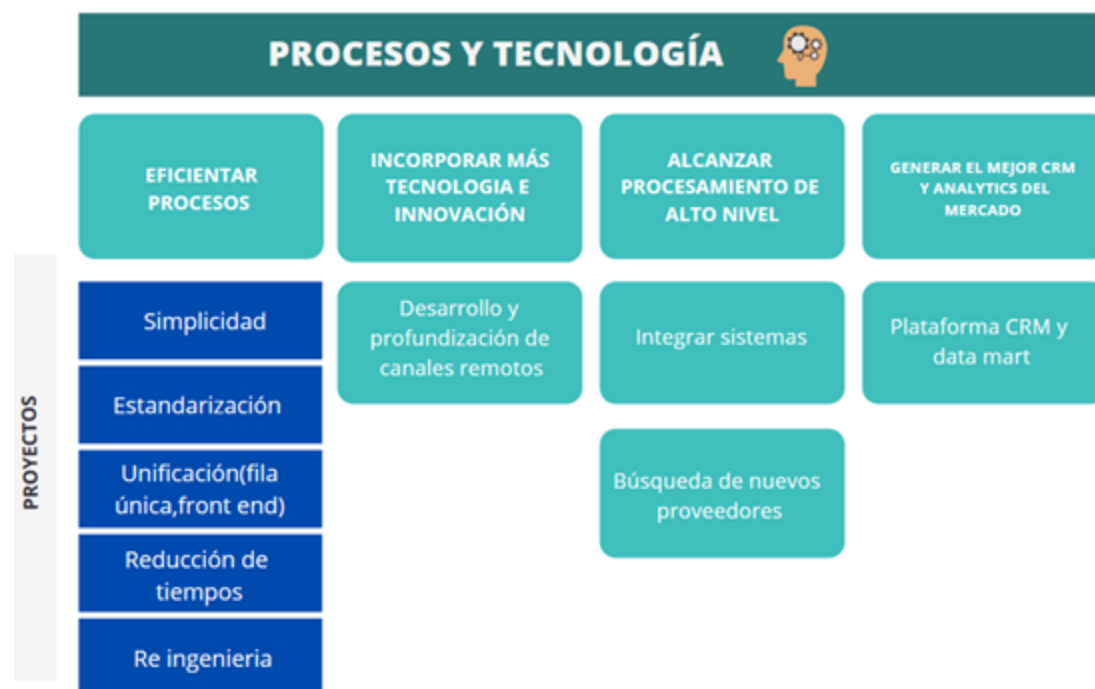 PROCESOS Y TECNOLOGÍA
EFICIENTAR
PROCESOS
INCORPORAR MÁS
TECNOLOGIA E
INNOVACIÓN
ALCANZAR
PROCESAMIENTO DE
ALTO NIVEL
GENERAR EL MEJOR CRM
Y ANALYTICS DEL
MERCADO
PROYECTOS
Simplicidad
Estandarización
Unificación(fila
única,front end)
Reducción de
tiempos
Re ingenieria
Desarrollo y
profundización de
canales remotos
Integrar sistemas
Búsqueda de nuevos
proveedores
Plataforma CRM y
data mart